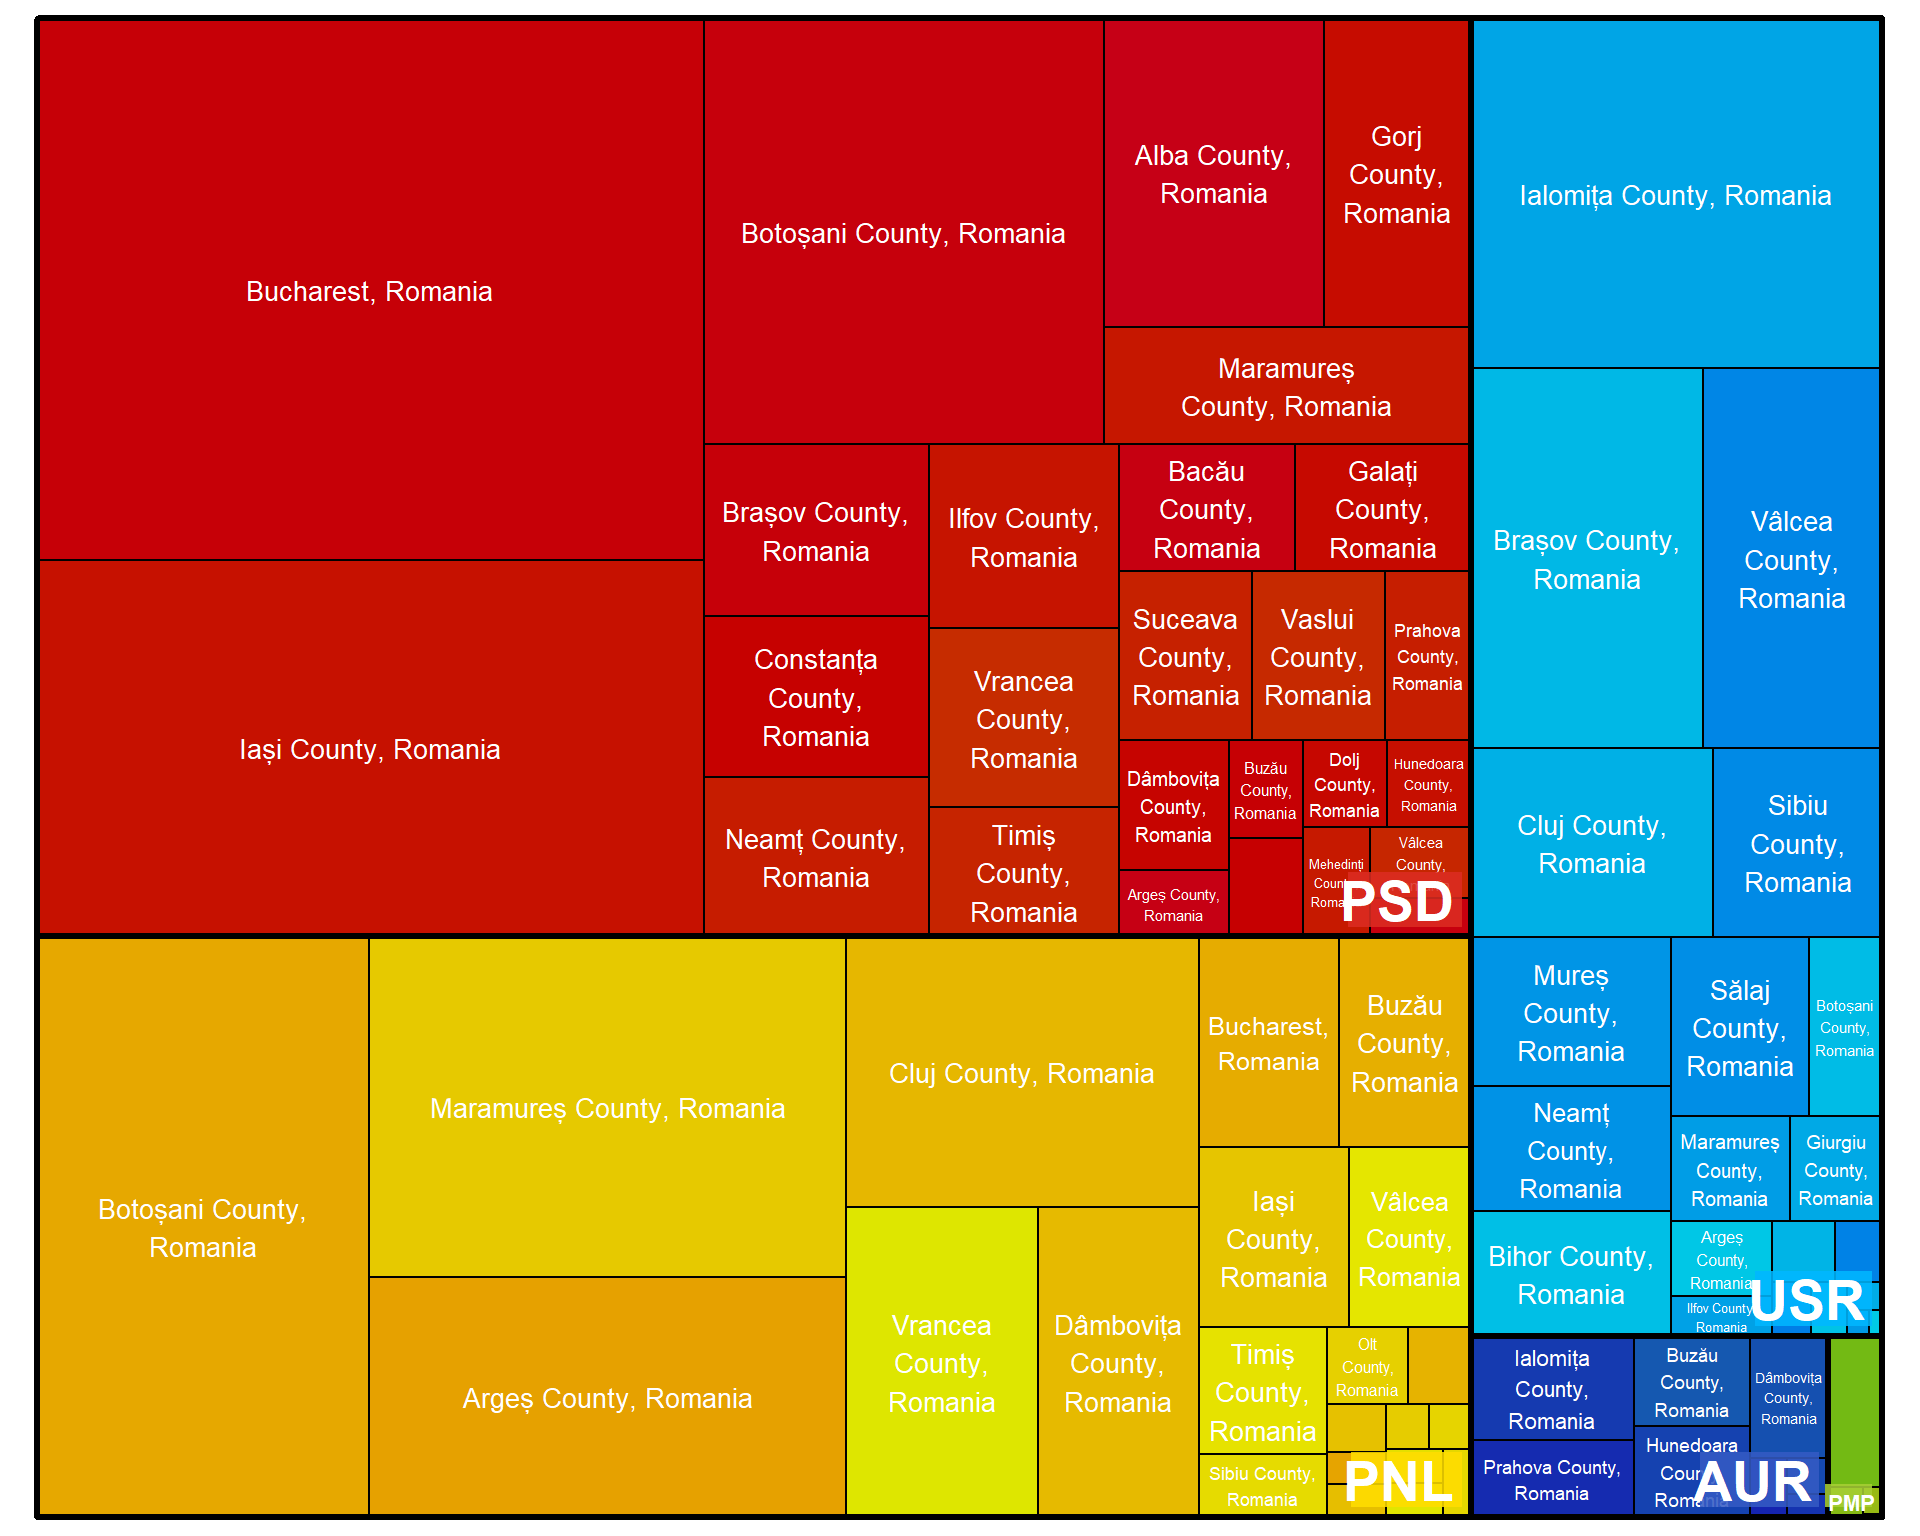 Bucharest, Romania
Iași County, Romania
Botoșani County, Romania
Alba County,
Romania
Gorj
County,
Romania
Maramureș
County, Romania
Brașov County,
Romania
Constanța
County,
Romania
Neamț County,
Romania
Ilfov County,
Romania
Vrancea
County,
Romania
Timiș
County,
Romania
Bacău
County,
Romania
Galați
County,
Romania
Suceava
County,
Romania
Vaslui
County,
Romania
Prahova
County,
Romania
Dâmbovița
County,
Romania
Argeș County,
Romania
Buzău
County,
Romania
Dolj
County,
Romania
Hunedoara
County,
Romania
Mehedinți
Vâlcea
County,
PSD
Botoșani County,
Romania
Maramureș County, Romania
Argeș County, Romania
Cluj County, Romania
Vrancea
County,
Romania
Dâmbovița
County,
Romania
Bucharest,
Romania
Buzău
County,
Romania
Iași
County,
Romania
Vâlcea
County,
Romania
Timiș
County,
Romania
Sibiu County,
Romania
Olt
County,
Romania
PNL
Ialomița County, Romania
Brașov County,
Romania
Vâlcea
County,
Romania
Cluj County,
Romania
Sibiu
County,
Romania
Mureș
County,
Romania
Neamț
County,
Romania
Bihor County,
Romania
Sălaj
County,
Romania
Botoșani
County,
Romania
Maramureș
County,
Romania
Giurgiu
County,
Romania
Argeș
County,
Romania
Ilfov County
Romania
USR
Ialomița
County,
Romania
Prahova County,
Romania
Buzău
County,
Romania
Hunedoara
Dâmbovița
County,
Romania
AUR
PMP